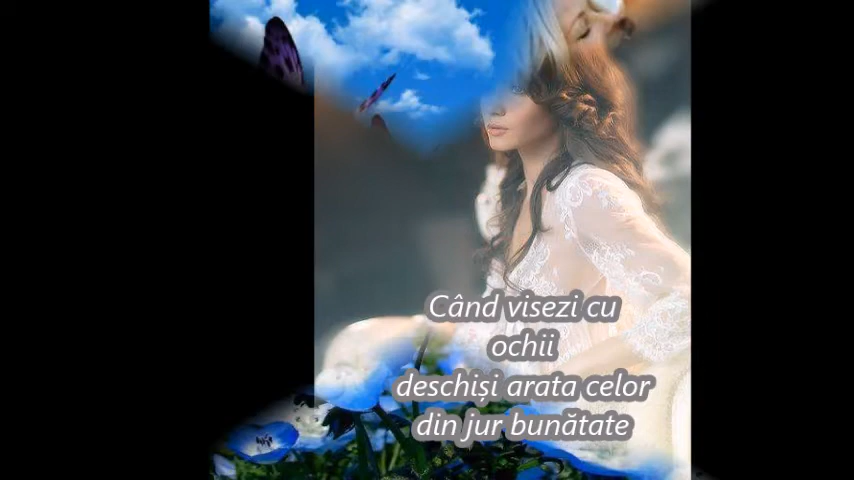 Când visezi cu
ochii
deschiși arata celor
din jur bunătate